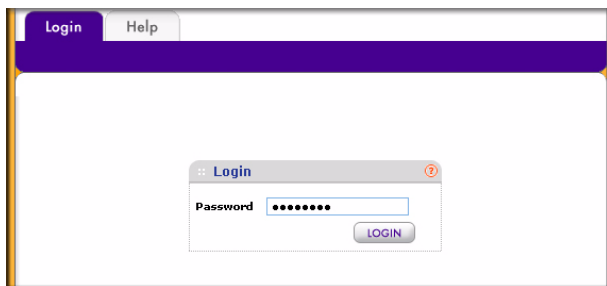 Login Help
:: Login ?
Password ●●●●●●●●
LOGIN